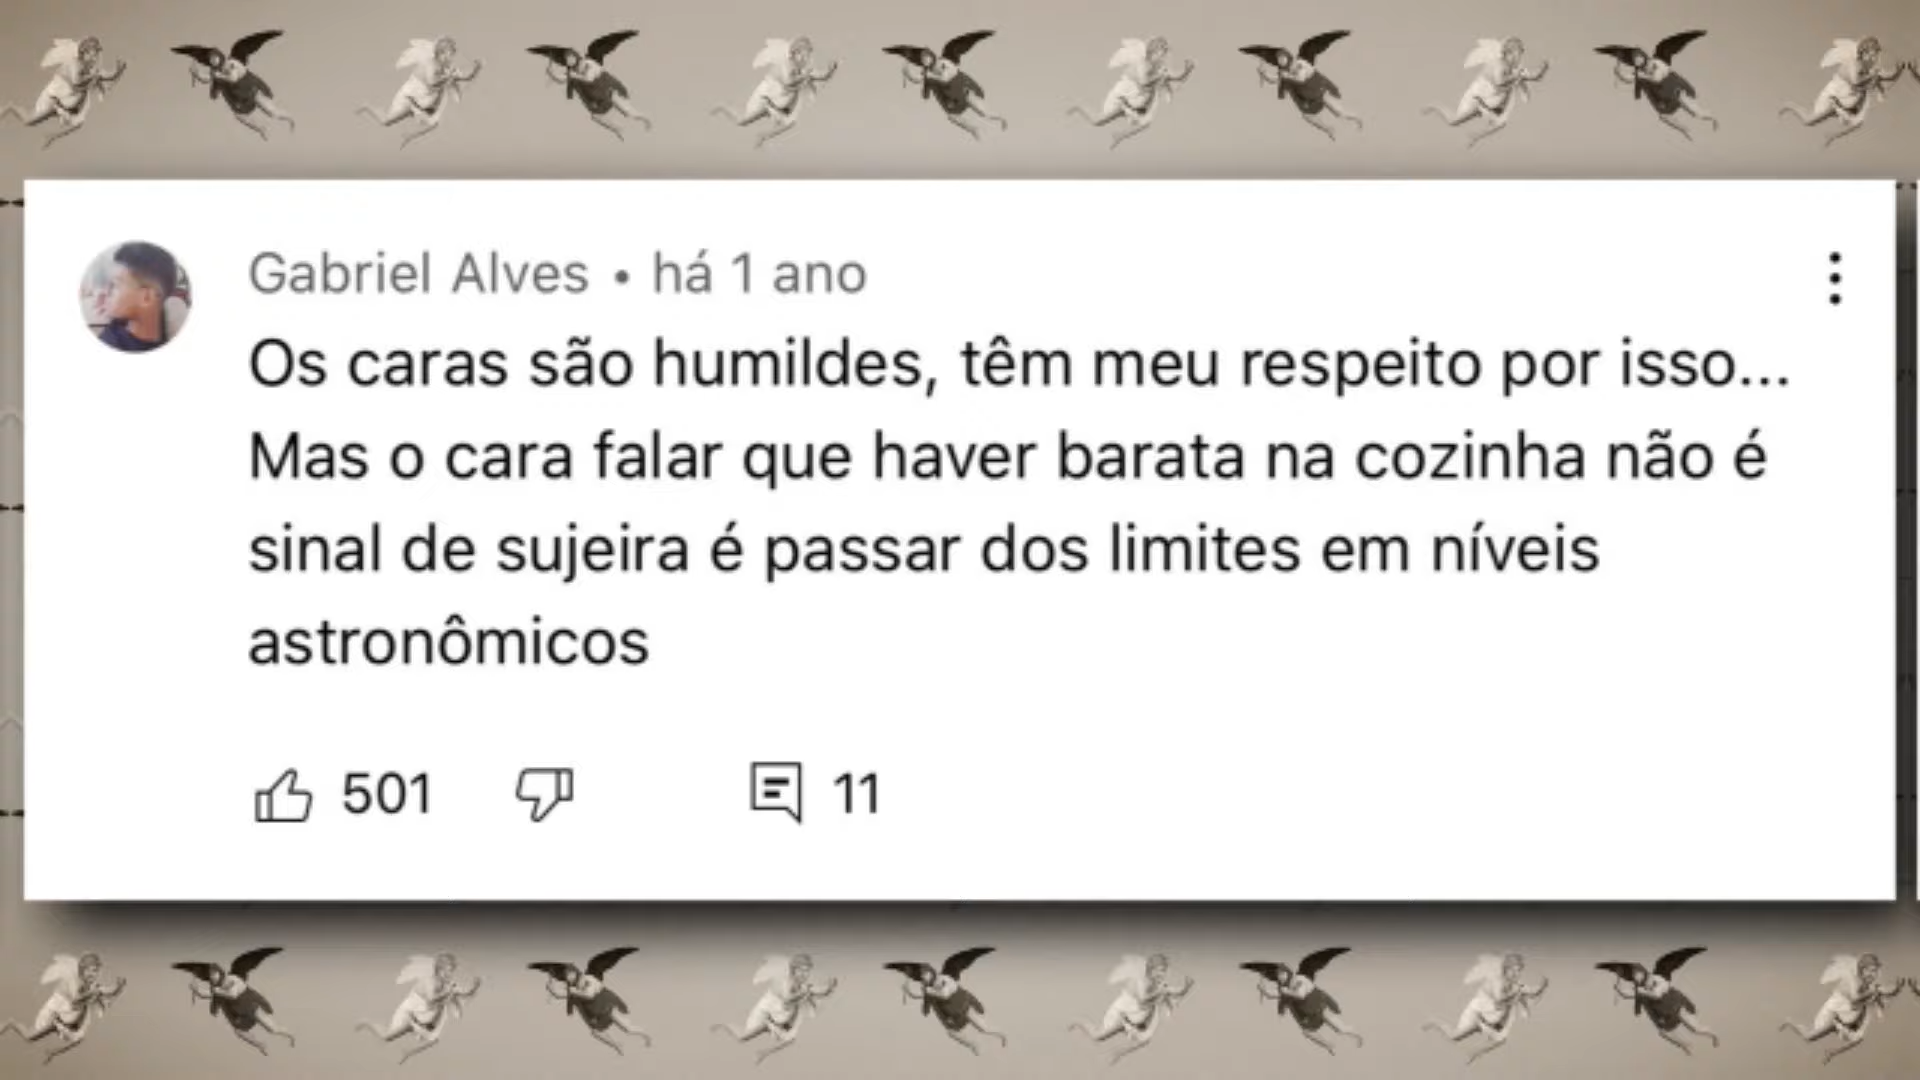 Gabriel Alves • há 1 ano
Os caras são humildes, têm meu respeito por isso...
Mas o cara falar que haver barata na cozinha não é
sinal de sujeira é passar dos limites em níveis
astronômicos
501 11